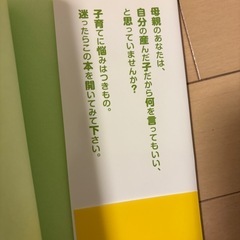 母親のあなたは、
自分の産んだ子だから何を言ってもいい、
と思っていませんか？
子育てに悩みはつきもの。
迷ったらこの本を開いてみて下さい。